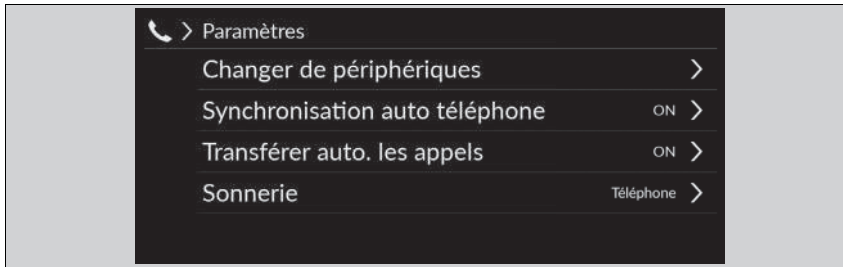 Paramètres
Changer de périphériques
Synchronisation auto téléphone ON
Transférer auto. les appels ON
Sonnerie Téléphone